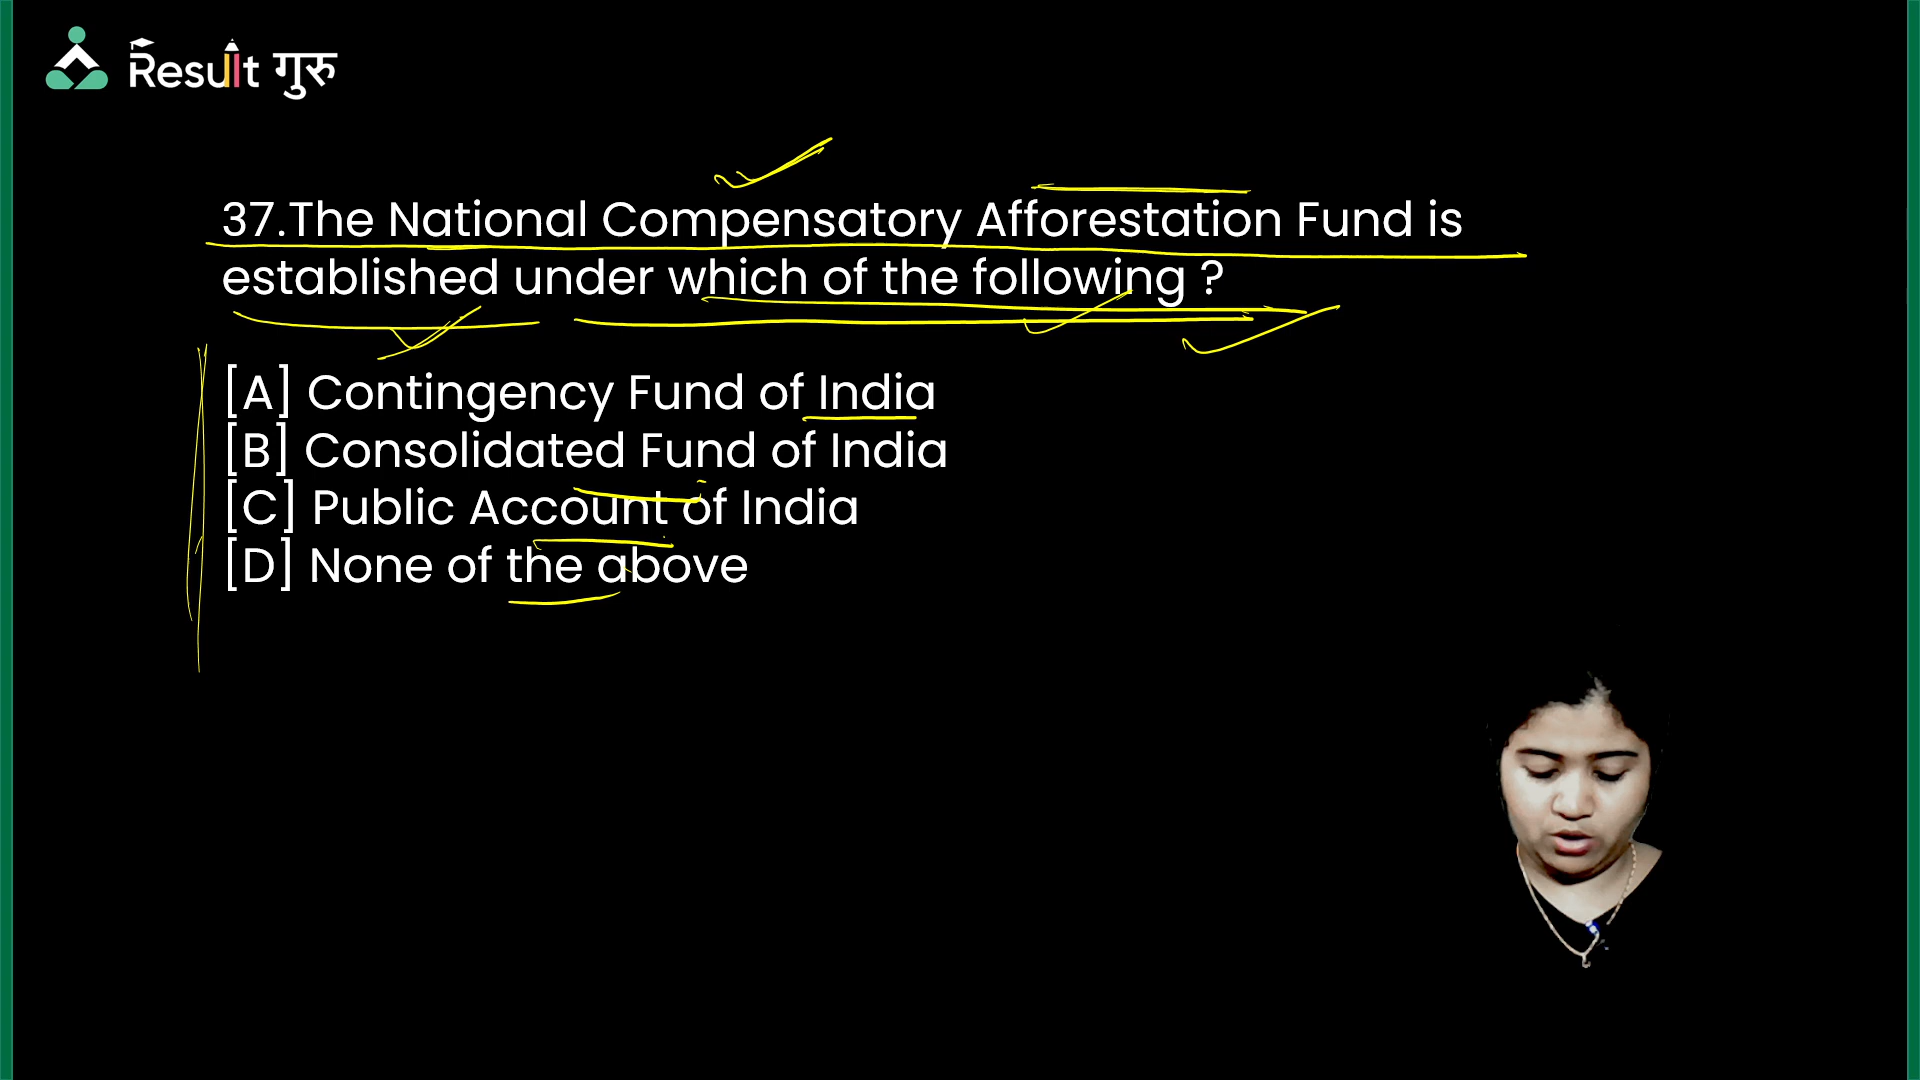 Result गुरु
37.The National Compensatory Afforestation Fund is
established under which of the following ?
[A] Contingency Fund of India
[B] Consolidated Fund of India
[C] Public Account of India
[D] None of the above